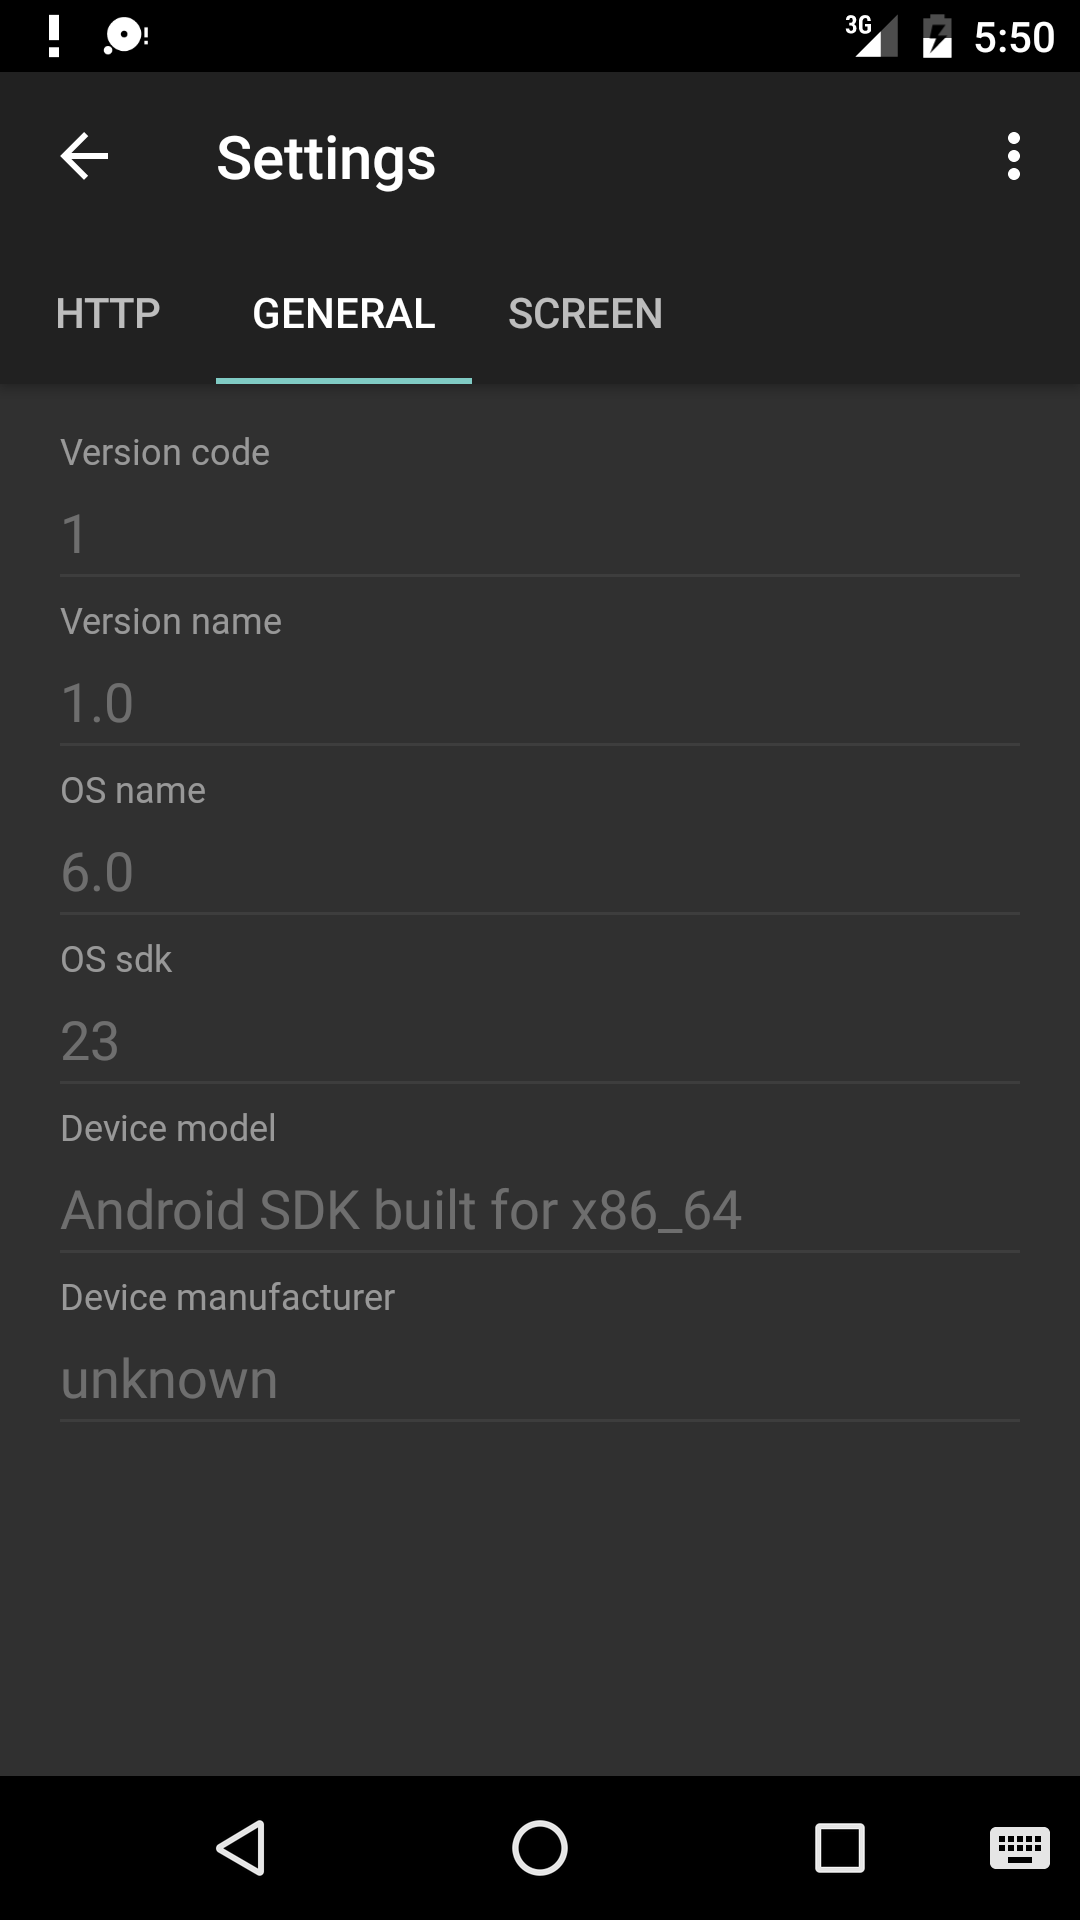 3G 5:50
Settings
HTTP GENERAL SCREEN
Version code
1
Version name
1.0
OS name
6.0
OS sdk
23
Device model
Android SDK built for x86_64
Device manufacturer
unknown